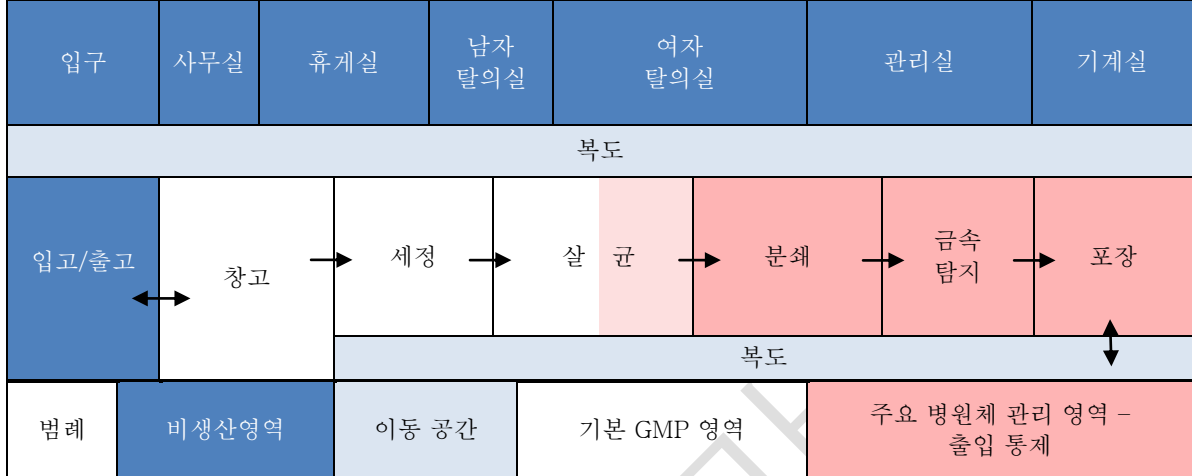 입구
사무실
휴게실
남자
탈의실
여자
탈의실
관리실
기계실
복도
입고/출고
창고
세정
살 균
분쇄
금속
탐지
포장
복도
범례
비생산영역
이동 공간
기본 GMP 영역
주요 병원체 관리 영역 –
출입 통제